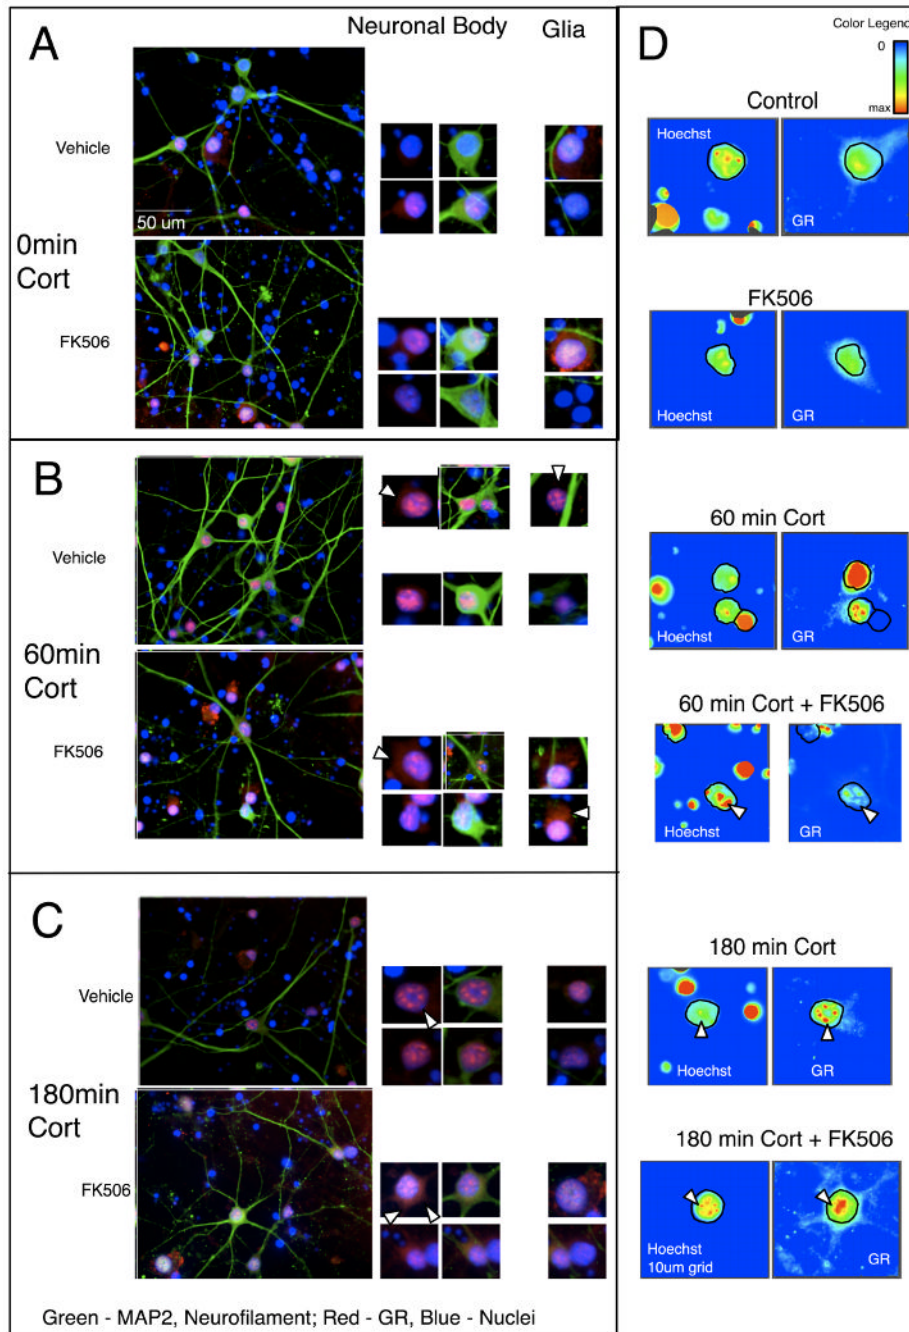 A
Neuronal Body
Glia
Vehicle
50 um
0min
Cort
FK506
B
Vehicle
60min
Cort
FK506
C
Vehicle
180min
Cort
FK506
Green - MAP2, Neurofilament; Red - GR, Blue - Nuclei
D
Color Legend
0
max
Control
Hoechst
GR
FK506
Hoechst
GR
60 min Cort
Hoechst
GR
60 min Cort + FK506
Hoechst
GR
180 min Cort
Hoechst
GR
180 min Cort + FK506
Hoechst
10um grid
GR